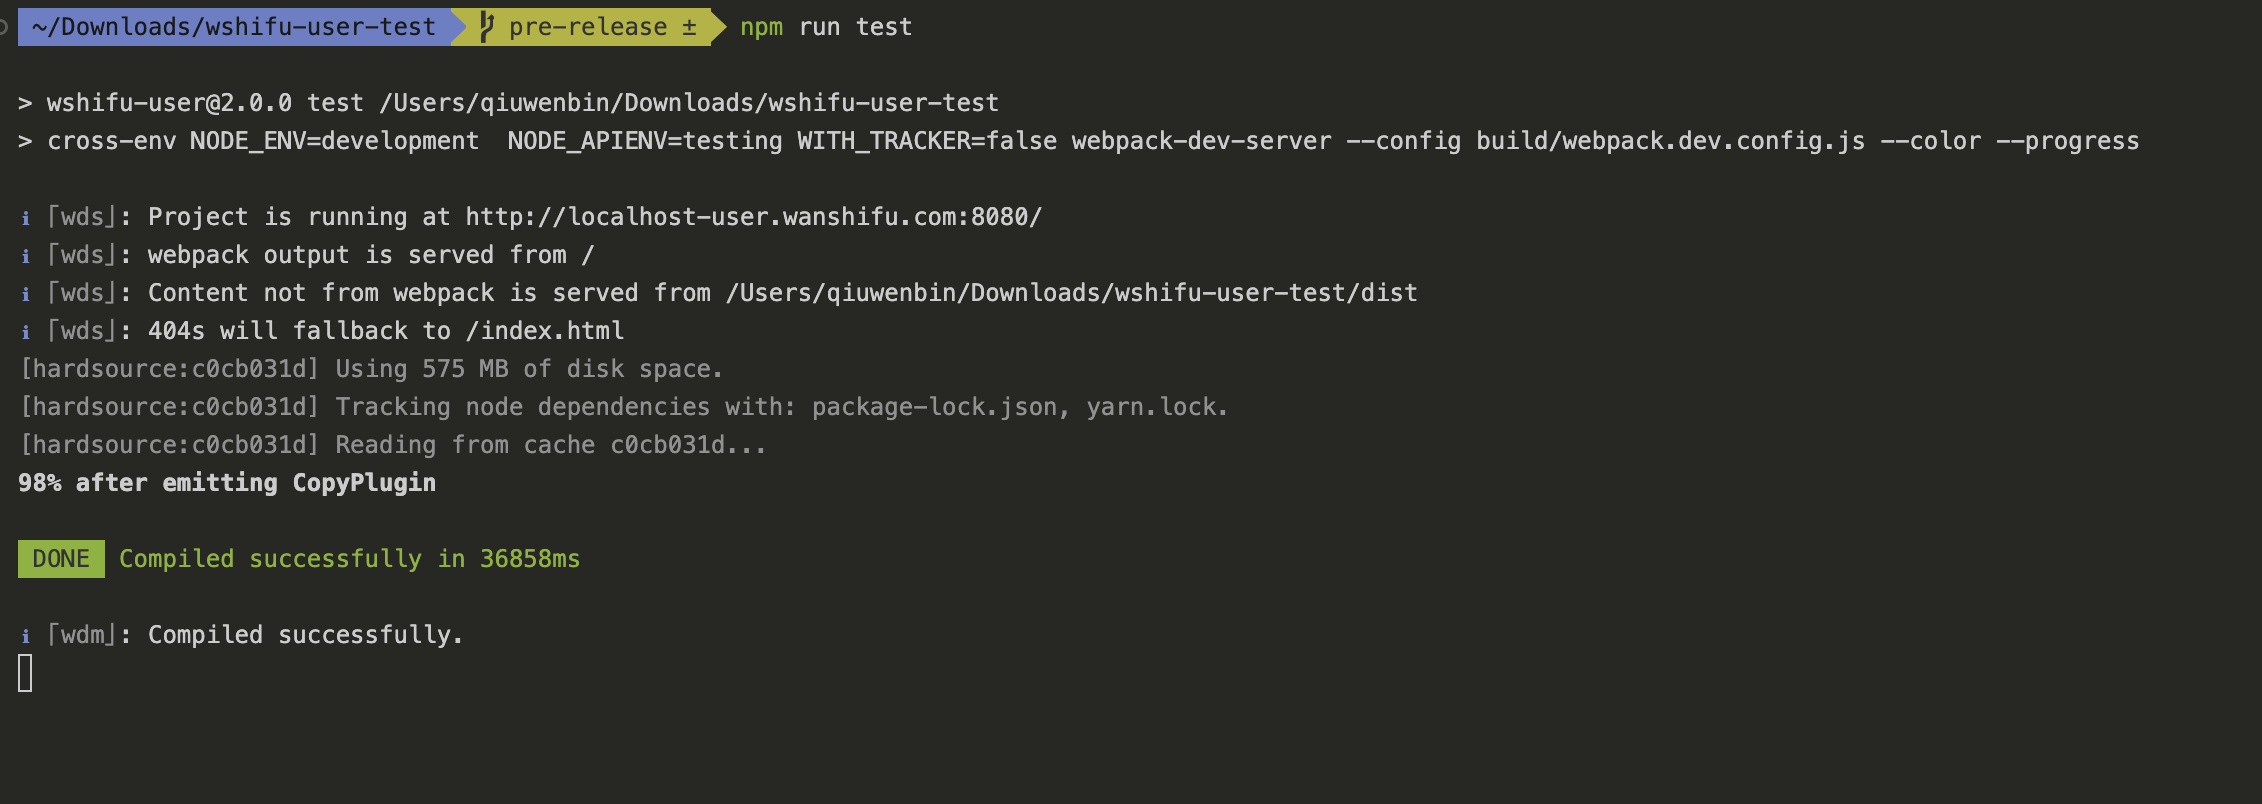 ~/Downloads/wshifu-user-test pre-release ± npm run test
> wshifu-user@2.0.0 test /Users/qiuwenbin/Downloads/wshifu-user-test
> cross-env NODE_ENV=development  NODE_APIENV=testing WITH_TRACKER=false webpack-dev-server --config build/webpack.dev.config.js --color --progress
ℹ ｢wds｣: Project is running at http://localhost-user.wanshifu.com:8080/
ℹ ｢wds｣: webpack output is served from /
ℹ ｢wds｣: Content not from webpack is served from /Users/qiuwenbin/Downloads/wshifu-user-test/dist
ℹ ｢wds｣: 404s will fallback to /index.html
[hardsource:c0cb031d] Using 575 MB of disk space.
[hardsource:c0cb031d] Tracking node dependencies with: package-lock.json, yarn.lock.
[hardsource:c0cb031d] Reading from cache c0cb031d...
98% after emitting CopyPlugin
DONE Compiled successfully in 36858ms
ℹ ｢wdm｣: Compiled successfully.